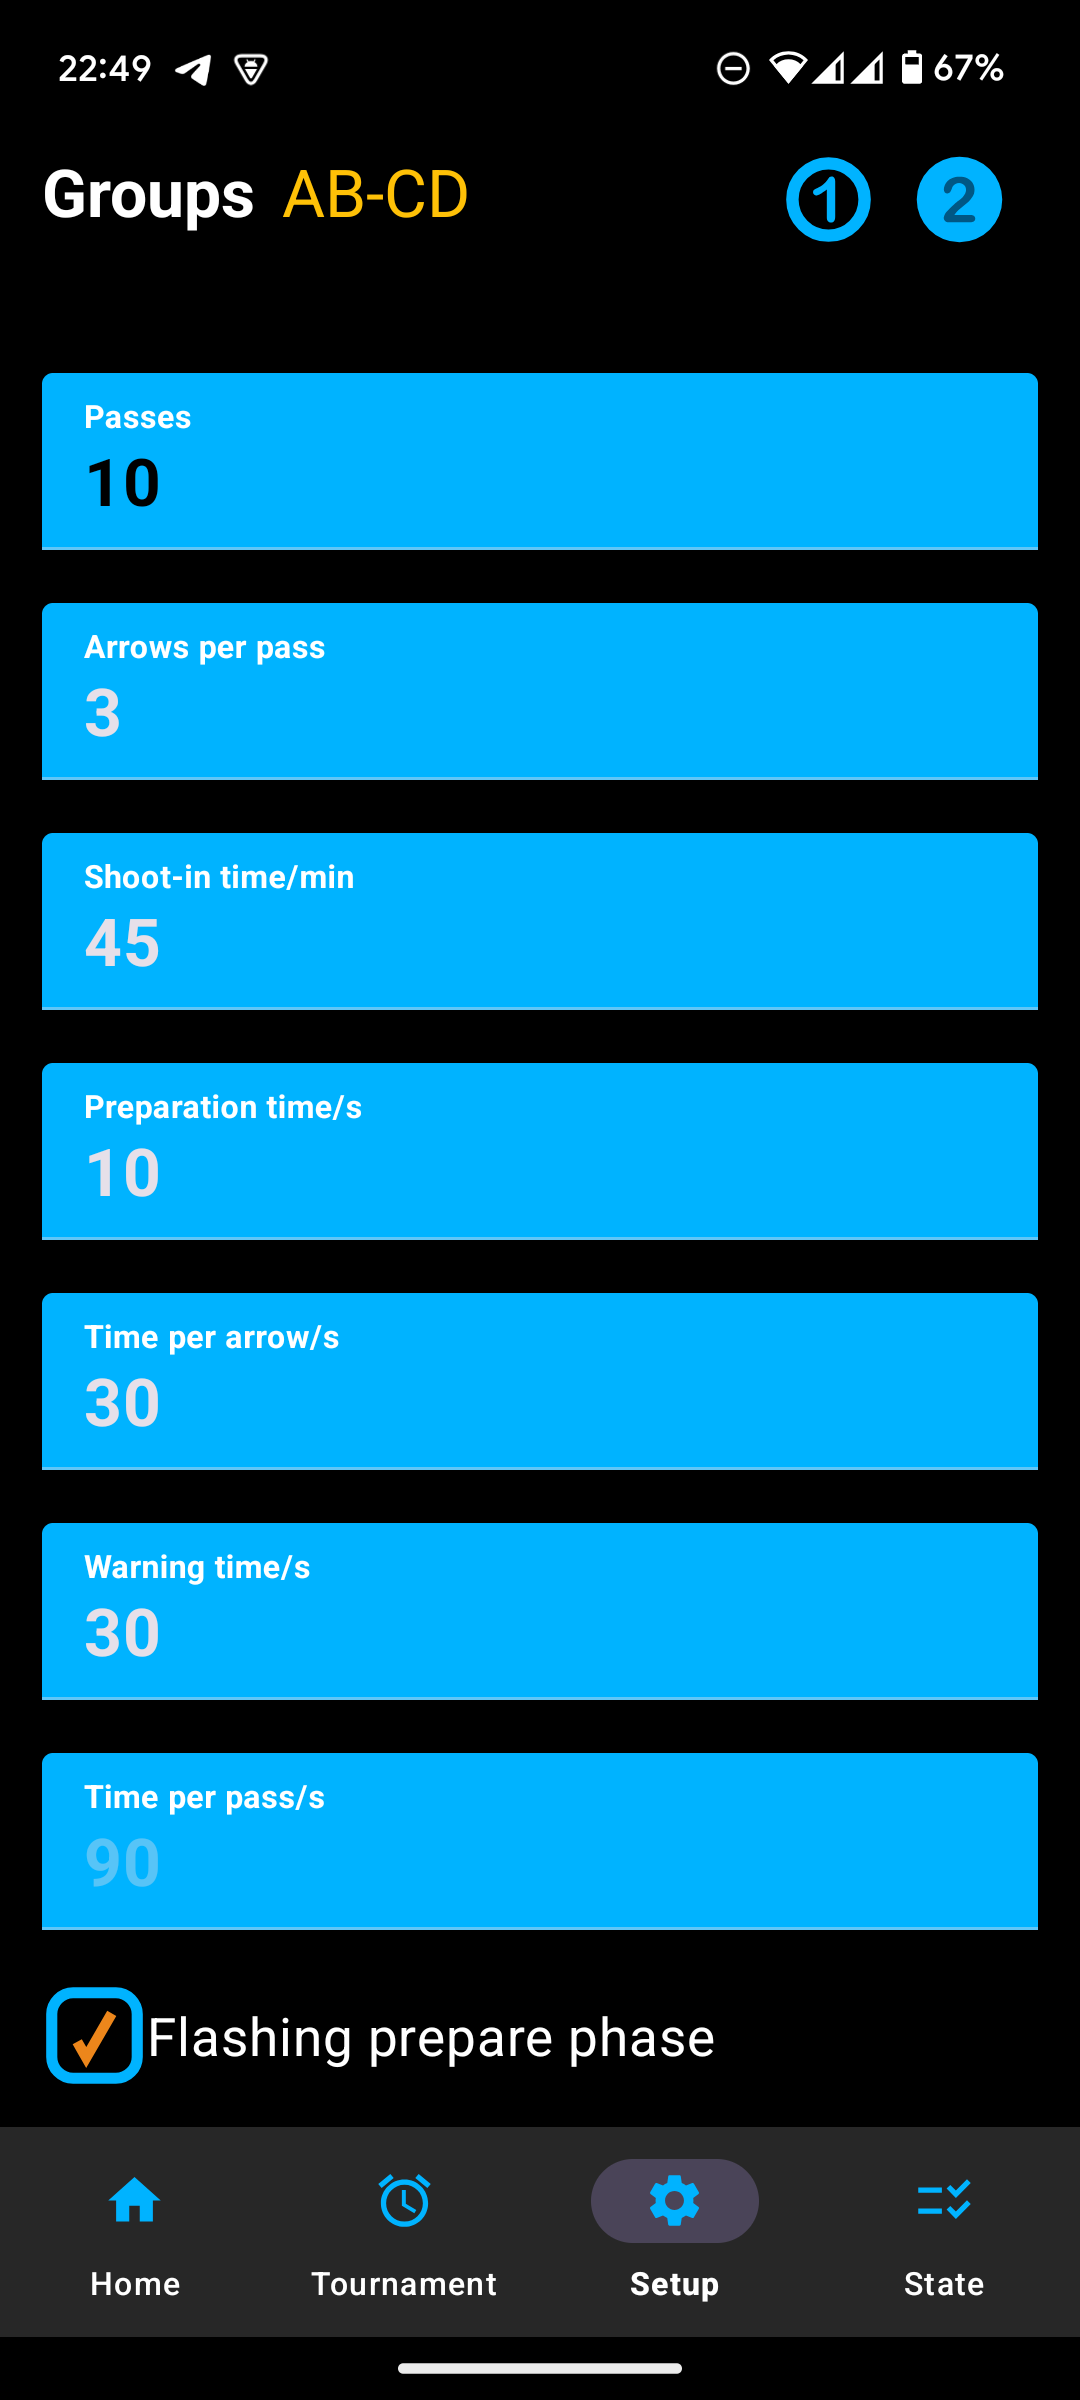 22:49 67%
Groups AB-CD 1 2
Passes
10
Arrows per pass
3
Shoot-in time/min
45
Preparation time/s
10
Time per arrow/s
30
Warning time/s
30
Time per pass/s
90
Flashing prepare phase
Home Tournament Setup State